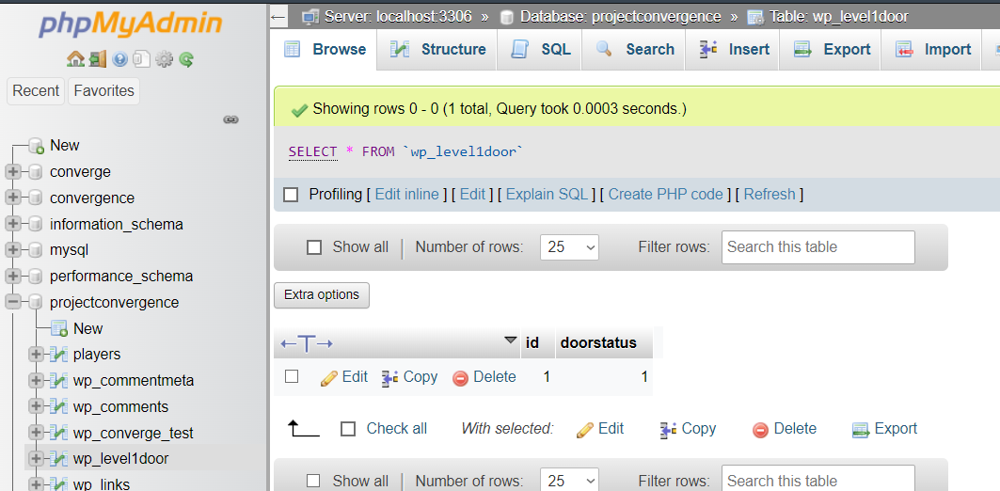 phpMyAdmin
Recent Favorites
New
converge
convergence
information_schema
mysql
performance_schema
projectconvergence
New
players
wp_commentmeta
wp_comments
wp_converge_test
wp_level1door
wp_links
Server: localhost:3306 » Database: projectconvergence » Table: wp_level1door
Browse Structure SQL Search Insert Export Import
Showing rows 0 - 0 (1 total, Query took 0.0003 seconds.)
SELECT * FROM `wp_level1door`
Profiling [ Edit inline ] [ Edit ] [ Explain SQL ] [ Create PHP code ] [ Refresh ]
Show all | Number of rows: 25 Filter rows: Search this table
Extra options
←T→ id doorstatus
Edit Copy Delete 1 1
Check all With selected: Edit Copy Delete Export
Show all | Number of rows: 25 Filter rows: Search this table